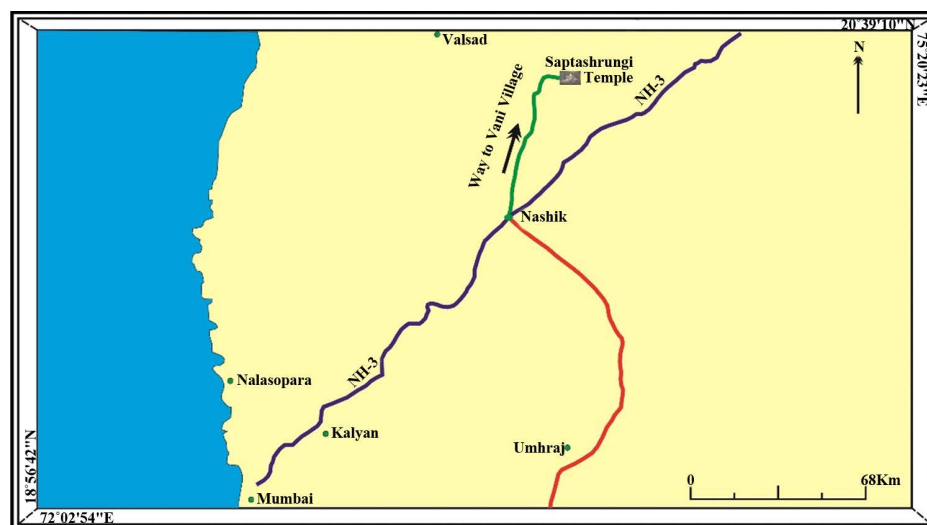 20˚39'10"N
75˚20'23"E
Valsad
N
Saptashrungi
Temple
NH-3
Way to Vani Village
Nashik
NH-3
Nalasopara
Kalyan
Umhraj
18˚56'42"N
0
68Km
Mumbai
72˚02'54"E